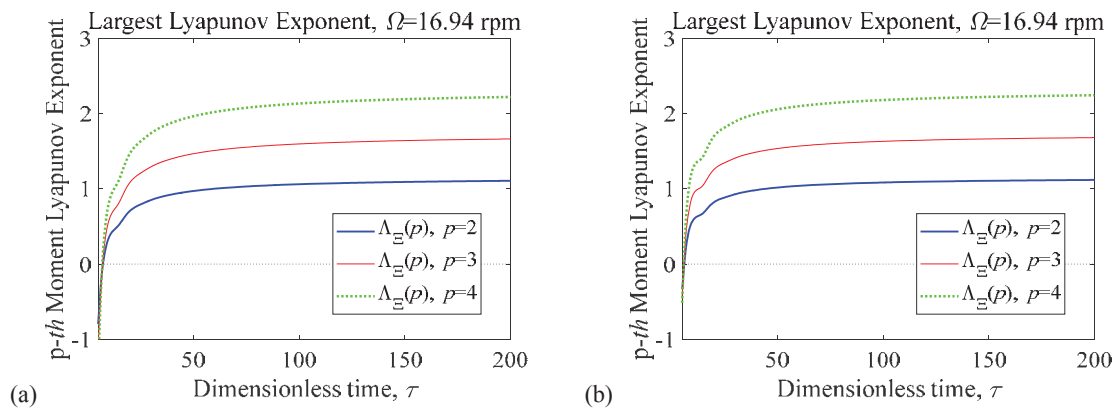 Largest Lyapunov Exponent, Ω=16.94 rpm
p-th Moment Lyapunov Exponent
3
2
1
0
-1
50
100
150
200
Dimensionless time, τ
Λ_Ξ(p), p=2
Λ_Ξ(p), p=3
Λ_Ξ(p), p=4
(a)
Largest Lyapunov Exponent, Ω=16.94 rpm
p-th Moment Lyapunov Exponent
3
2
1
0
-1
50
100
150
200
Dimensionless time, τ
Λ_Ξ(p), p=2
Λ_Ξ(p), p=3
Λ_Ξ(p), p=4
(b)